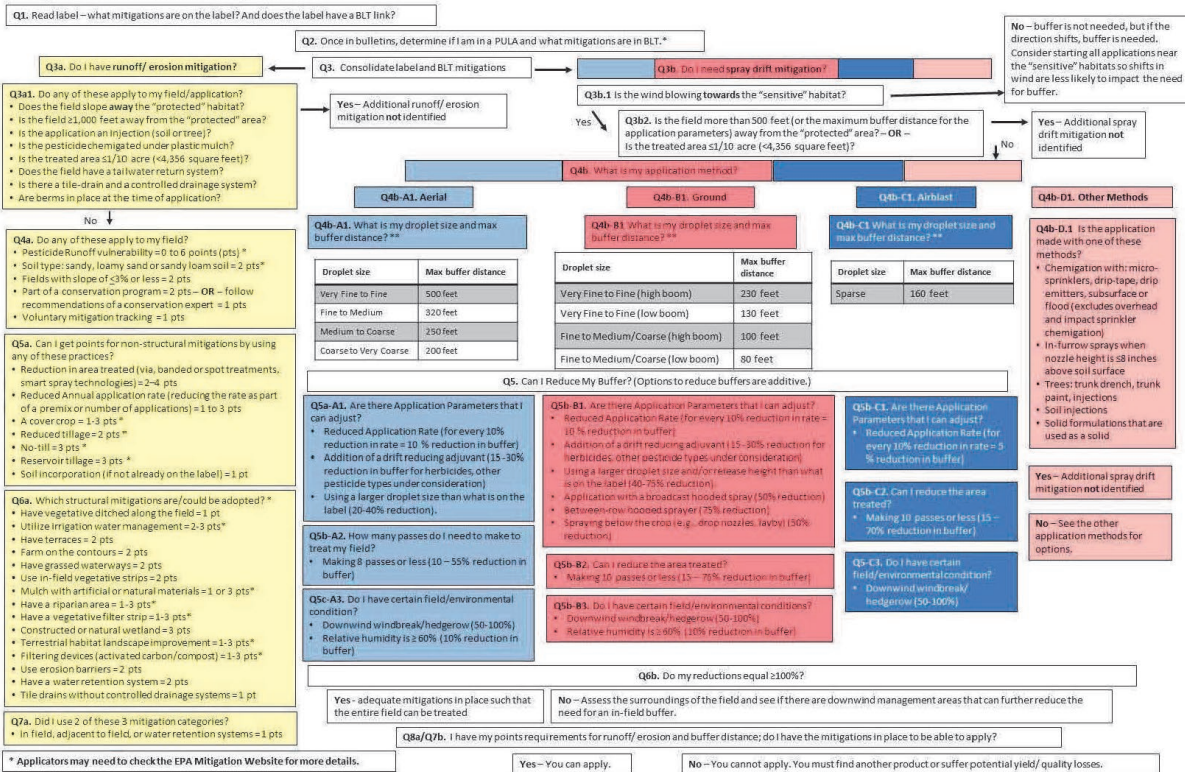 Q1. Read label – what mitigations are on the label? And does the label have a BLT link?
Q2. Once in bulletins, determine if I am in a PULA and what mitigations are in BLT.*
No – buffer is not needed, but if the
direction shifts, buffer is needed.
Consider starting all applications near
the "sensitive" habitats so shifts in
wind are less likely to impact the need
for buffer.
Q3a. Do I have runoff/ erosion mitigation?
Q3. Consolidate label and BLT mitigations
Q3b. Do I need spray drift mitigation?
Q3a1. Do any of these apply to my field/application?
• Does the field slope away the "protected" habitat?
• Is the field ≥1,000 feet away from the "protected" area?
• Is the application an injection (soil or tree)?
• Is the pesticide chemigated under plastic mulch?
• Is the treated area ≤1/10 acre (<4,356 square feet)?
• Does the field have a tailwater return system?
• Is there a tile-drain and a controlled drainage system?
• Are berms in place at the time of application?
Yes – Additional runoff/ erosion
mitigation not identified
Q3b.1 Is the wind blowing towards the "sensitive" habitat?
Yes
Q3b2. Is the field more than 500 feet (or the maximum buffer distance for the
application parameters) away from the "protected" area? – OR –
Is the treated area ≤1/10 acre (<4,356 square feet)?
Yes – Additional spray
drift mitigation not
identified
No
No
Q4a. Do any of these apply to my field?
• Pesticide Runoff vulnerability = 0 to 6 points (pts) *
• Soil type: sandy, loamy sand or sandy loam soil = 2 pts*
• Fields with slope of ≤3% or less = 2 pts
• Part of a conservation program = 2 pts – OR – follow
recommendations of a conservation expert = 1 pts
• Voluntary mitigation tracking = 1 pts
Q5a. Can I get points for non-structural mitigations by using
any of these practices?
• Reduction in area treated (via, banded or spot treatments,
smart spray technologies) = 2–4 pts
• Reduced Annual application rate (reducing the rate as part
of a premix or number of applications) = 1 to 3 pts
• A cover crop = 1-3 pts*
• Reduced tillage = 2 pts*
• No-till = 3 pts*
• Reservoir tillage = 3 pts*
• Soil incorporation (if not already on the label) = 1 pt
Q6a. Which structural mitigations are/could be adopted? *
• Have vegetative ditched along the field = 1 pt
• Utilize irrigation water management = 2-3 pts*
• Have terraces = 2 pts
• Farm on the contours = 2 pts
• Have grassed waterways = 2 pts
• Use in-field vegetative strips = 2 pts
• Mulch with artificial or natural materials = 1 or 3 pts*
• Have a riparian area = 1-3 pts*
• Have a vegetative filter strip = 1-3 pts*
• Constructed or natural wetland = 3 pts
• Terrestrial habitat landscape improvement = 1-3 pts*
• Filtering devices (activated carbon/compost) = 1-3 pts*
• Use erosion barriers = 2 pts
• Have a water retention system = 2 pts
• Tile drains without controlled drainage systems = 1 pt
Q7a. Did I use 2 of these 3 mitigation categories?
• In field, adjacent to field, or water retention systems = 1 pts
* Applicators may need to check the EPA Mitigation Website for more details.
Q4b. What is my application method?
Q4b-A1. Aerial
Q4b-A1. What is my droplet size and max
buffer distance? **
Droplet size Max buffer distance
Very Fine to Fine 500 feet
Fine to Medium 320 feet
Medium to Coarse 250 feet
Coarse to Very Coarse 200 feet
Q4b-B1. Ground
Q4b-B1 What is my droplet size and max
buffer distance? **
Droplet size Max buffer
distance
Very Fine to Fine (high boom) 230 feet
Very Fine to Fine (low boom) 130 feet
Fine to Medium/Coarse (high boom) 100 feet
Fine to Medium/Coarse (low boom) 80 feet
Q4b-C1. Airblast
Q4b-C1 What is my droplet size and
max buffer distance? **
Droplet size Max buffer distance
Sparse 160 feet
Q4b-D1. Other Methods
Q4b-D.1 Is the application
made with one of these
methods?
• Chemigation with: micro-
sprinklers, drip-tape, drip
emitters, subsurface or
flood (excludes overhead
and impact sprinkler
chemigation)
• In-furrow sprays when
nozzle height is ≤8 inches
above soil surface
• Trees: trunk drench, trunk
paint, injections
• Soil injections
• Solid formulations that are
used as a solid
Yes – Additional spray drift
mitigation not identified
No – See the other
application methods for
options.
Q5. Can I Reduce My Buffer? (Options to reduce buffers are additive.)
Q5a-A1. Are there Application Parameters that I
can adjust?
• Reduced Application Rate (for every 10%
reduction in rate = 10 % reduction in buffer)
• Addition of a drift reducing adjuvant (15 -30%
reduction in buffer for herbicides, other
pesticide types under consideration)
• Using a larger droplet size than what is on the
label (20-40% reduction).
Q5b-A2. How many passes do I need to make to
treat my field?
• Making 8 passes or less (10 – 55% reduction in
buffer)
Q5c-A3. Do I have certain field/environmental
condition?
• Downwind windbreak/hedgerow (50-100%)
• Relative humidity is ≥ 60% (10% reduction in
buffer)
Q5b-B1. Are there Application Parameters that I can adjust?
• Reduced Application Rate (for every 10% reduction in rate =
10 % reduction in buffer)
• Addition of a drift reducing adjuvant (15-30% reduction for
herbicides, other pesticide types under consideration)
• Using a larger droplet size and/or release height than what
is on the label (40-75% reduction).
• Application with a broadcast hooded spray (50% reduction)
• Between-row hooded sprayer (75% reduction)
• Spraying below the crop (e.g., drop nozzles, layby) (50%
reduction)
Q5b-B2. Can I reduce the area treated?
• Making 10 passes or less (15 – 75% reduction in buffer)
Q5b-B3. Do I have certain field/environmental conditions?
• Downwind windbreak/hedgerow (50-100%)
• Relative humidity is ≥ 60% (10% reduction in buffer)
Q5b-C1. Are there Application
Parameters that I can adjust?
• Reduced Application Rate (for
every 10% reduction in rate = 5
% reduction in buffer)
Q5b-C2. Can I reduce the area
treated?
• Making 10 passes or less (15 –
70% reduction in buffer)
Q5-C3. Do I have certain
field/environmental condition?
• Downwind windbreak/
hedgerow (50-100%)
Q6b. Do my reductions equal ≥100%?
Yes - adequate mitigations in place such that
the entire field can be treated
No – Assess the surroundings of the field and see if there are downwind management areas that can further reduce the
need for an in-field buffer.
Q8a/Q7b. I have my points requirements for runoff/ erosion and buffer distance; do I have the mitigations in place to be able to apply?
Yes – You can apply.
No – You cannot apply. You must find another product or suffer potential yield/ quality losses.